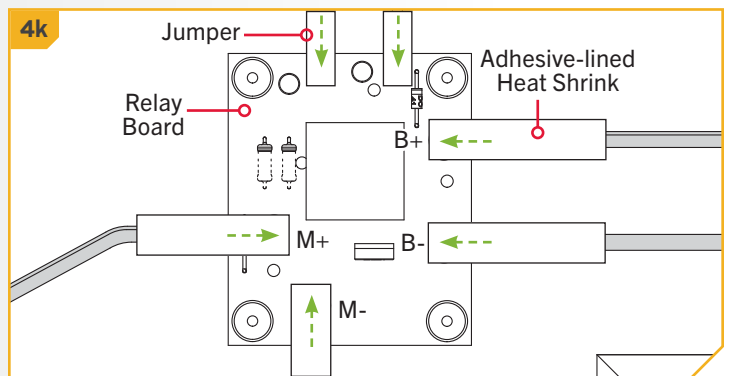 4k
Jumper
Adhesive-lined
Heat Shrink
Relay
Board
B+
M+
B-
M-